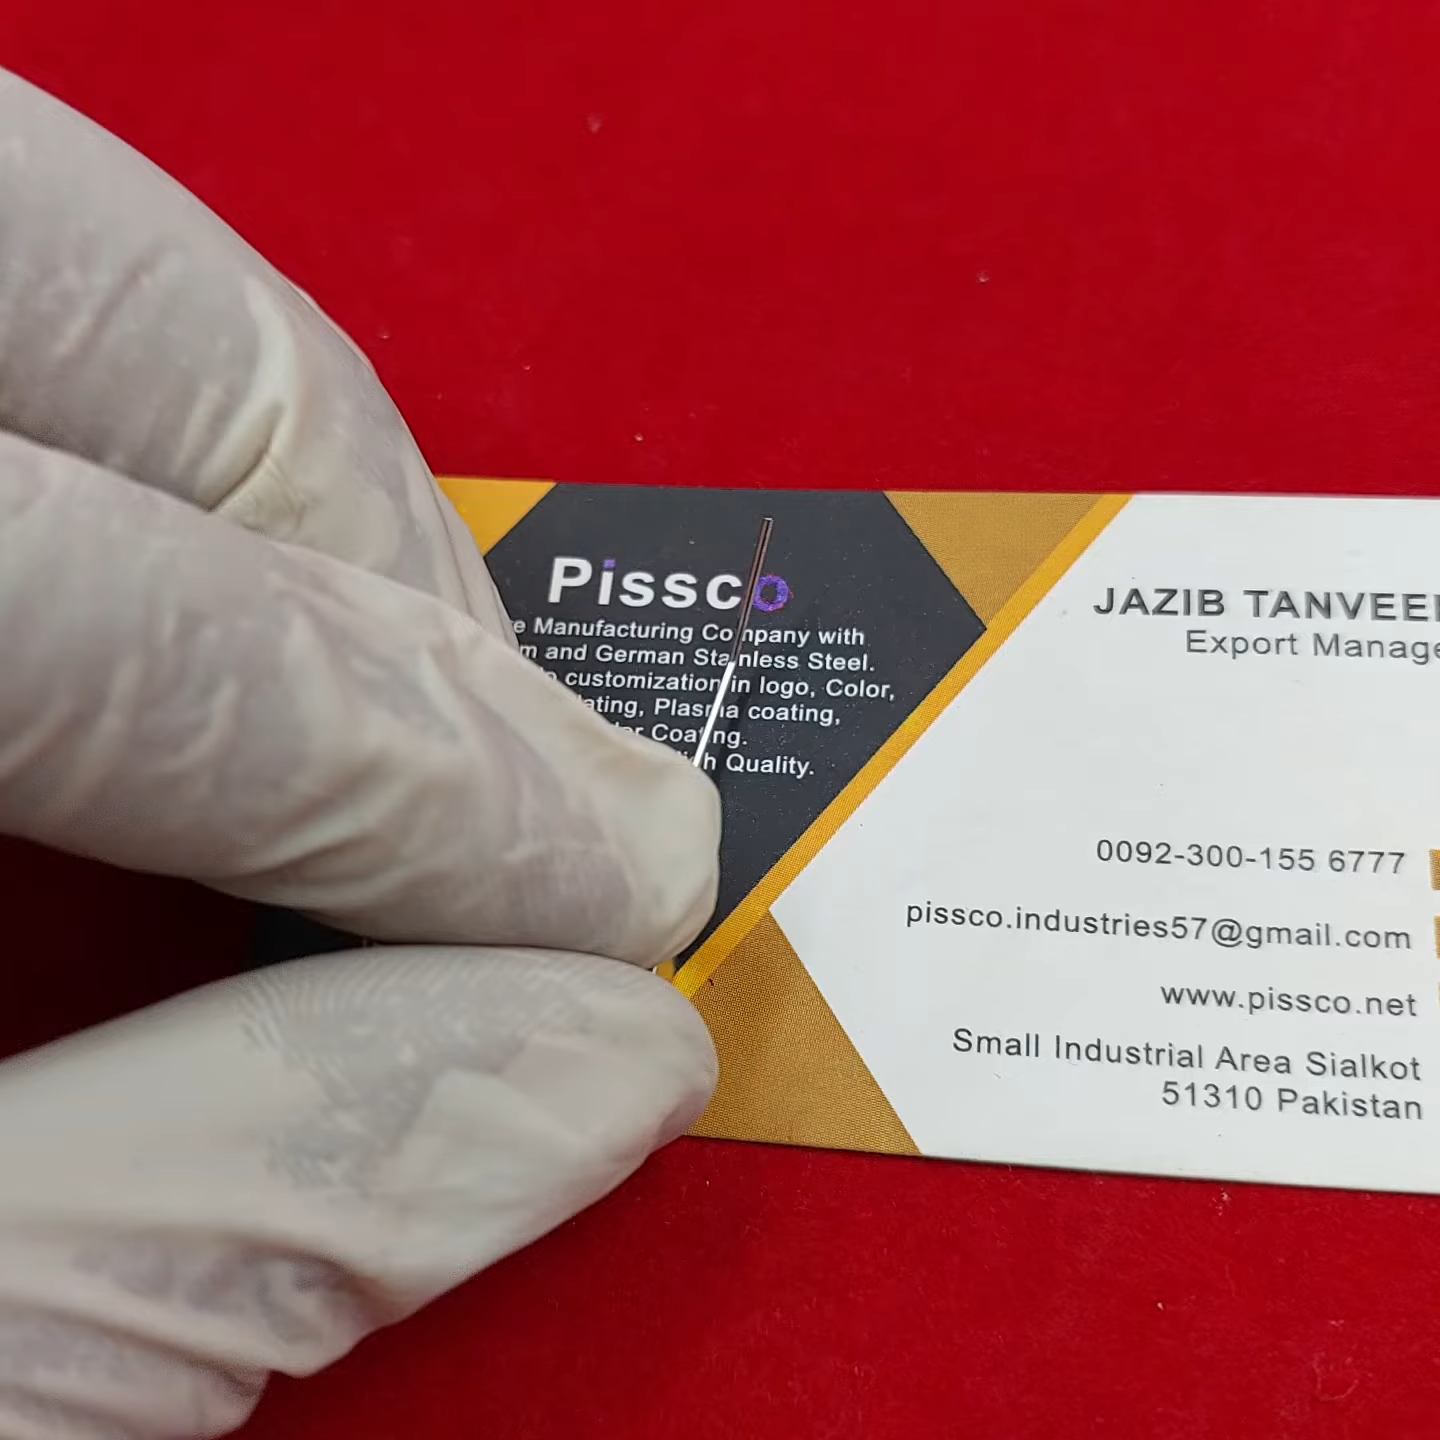 Pissco
Manufacturing Company with
and German Stainless Steel.
customization in logo, Color,
Plasma coating,
Coating.
Quality.
JAZIB TANVEE
Export Manage
0092-300-155 6777
pissco.industries57@gmail.com
www.pissco.net
Small Industrial Area Sialkot
51310 Pakistan